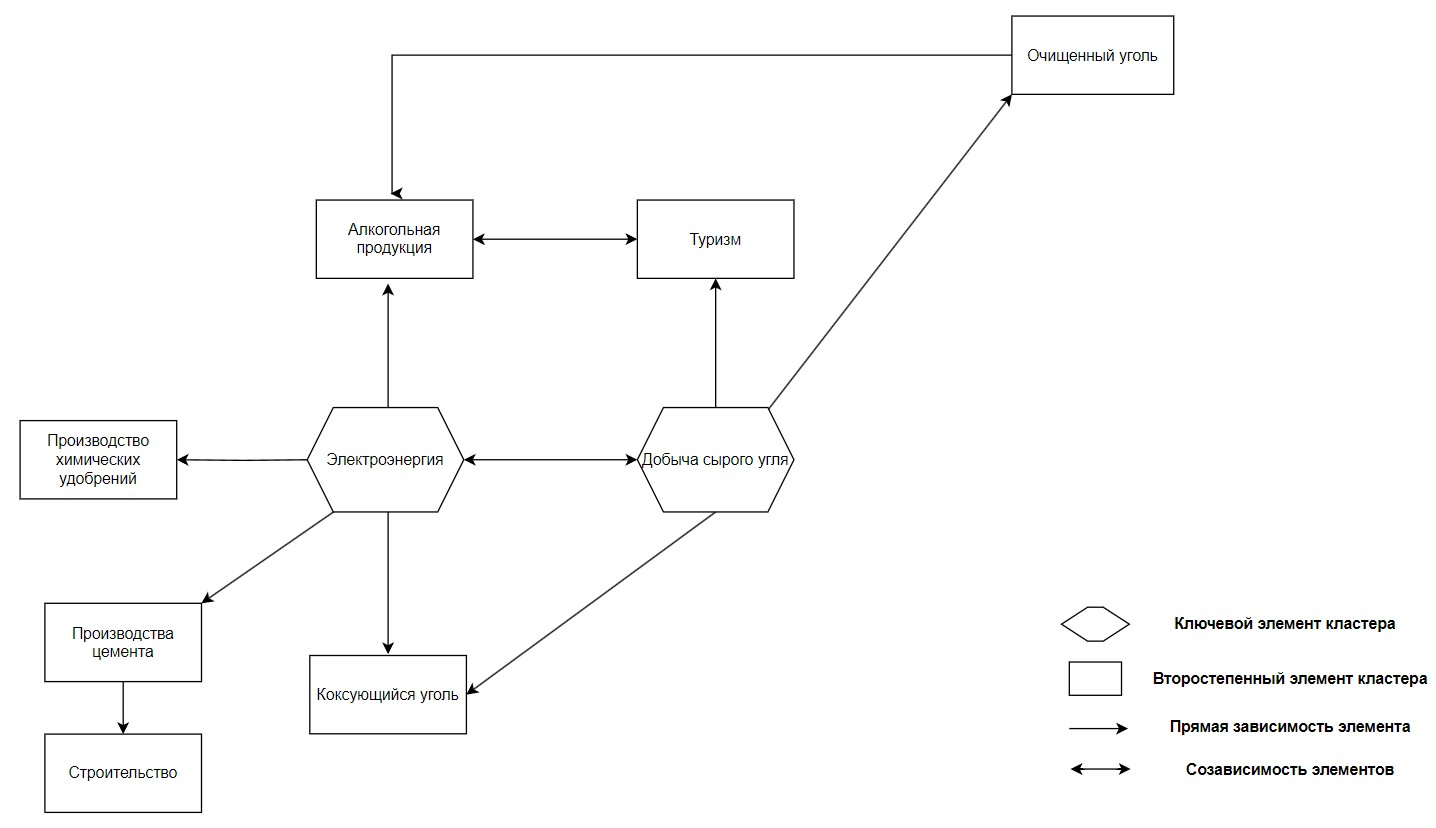 Очищенный уголь
Алкогольная
продукция
Туризм
Производство
химических
удобрений
Электроэнергия
Добыча сырого угля
Производства
цемента
Коксующийся уголь
Строительство
Ключевой элемент кластера
Второстепенный элемент кластера
Прямая зависимость элемента
Созависимость элементов